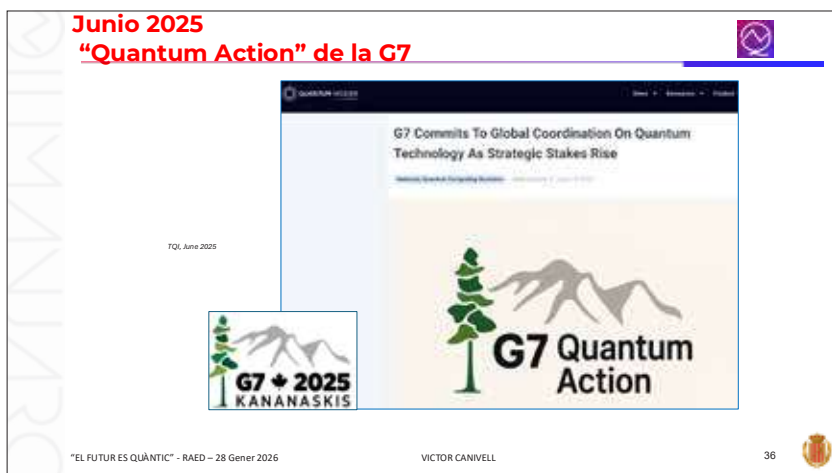 Junio 2025
“Quantum Action” de la G7
G7 Commits To Global Coordination On Quantum
Technology As Strategic Stakes Rise
TQI, June 2025
G7 Quantum
Action
G7 2025
KANANASKIS
“EL FUTUR ES QUÀNTIC” - RAED – 28 Gener 2026
VICTOR CANIVELL
36